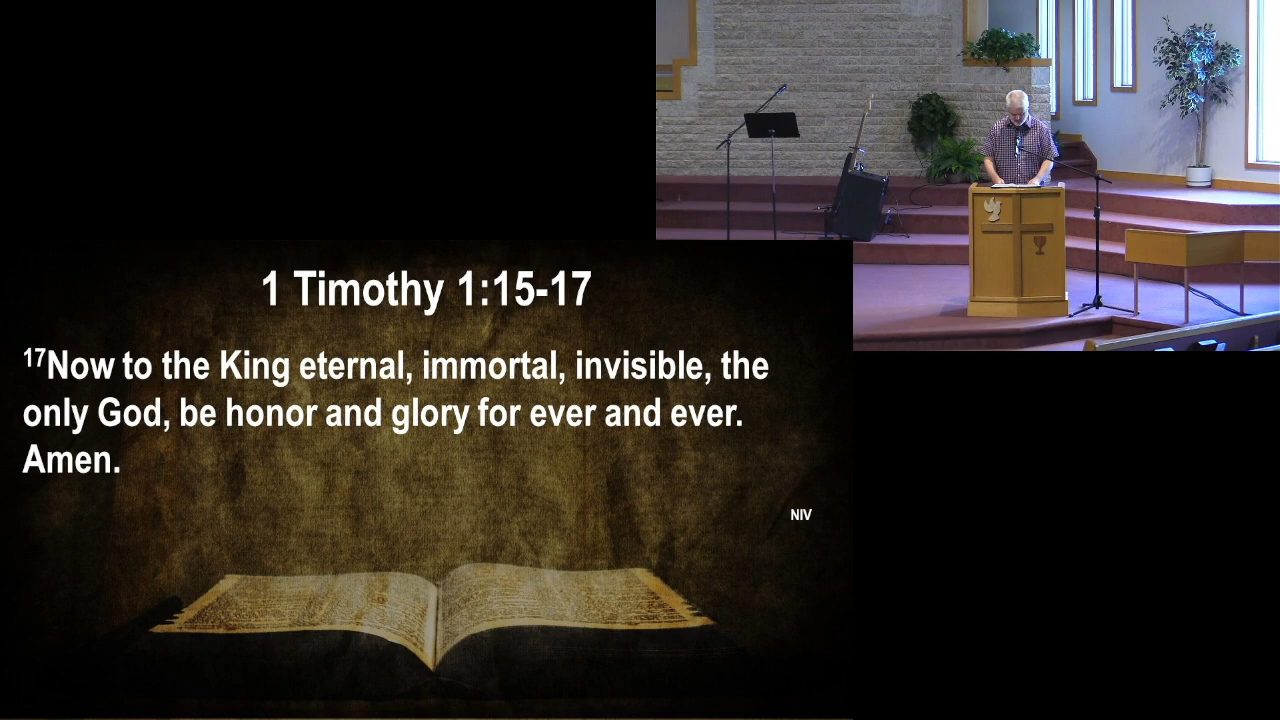 1 Timothy 1:15-17
17Now to the King eternal, immortal, invisible, the
only God, be honor and glory for ever and ever.
Amen.
NIV